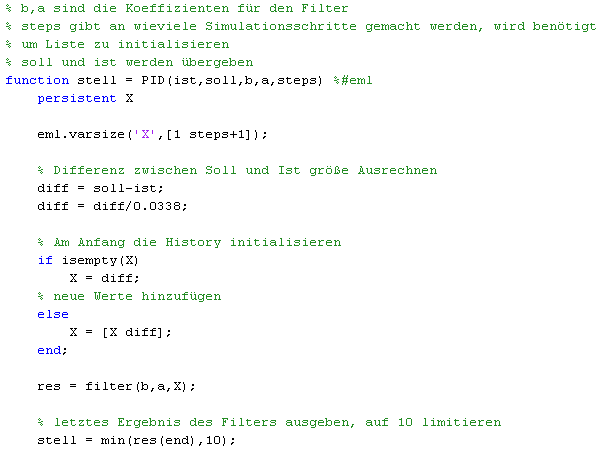 % b,a sind die Koeffizienten für den Filter
% steps gibt an wieviele Simulationsschritte gemacht werden, wird benötigt
% um Liste zu initialisieren
% soll und ist werden übergeben
function stell = PID(ist,soll,b,a,steps) %#eml
    persistent X

    eml.varsize('X',[1 steps+1]);

    % Differenz zwischen Soll und Ist größe Ausrechnen
    diff = soll-ist;
    diff = diff/0.0338;

    % Am Anfang die History initialisieren
    if isempty(X)
        X = diff;
    % neue Werte hinzufügen
    else
        X = [X diff];
    end;

    res = filter(b,a,X);

    % letztes Ergebnis des Filters ausgeben, auf 10 limitieren
    stell = min(res(end),10);